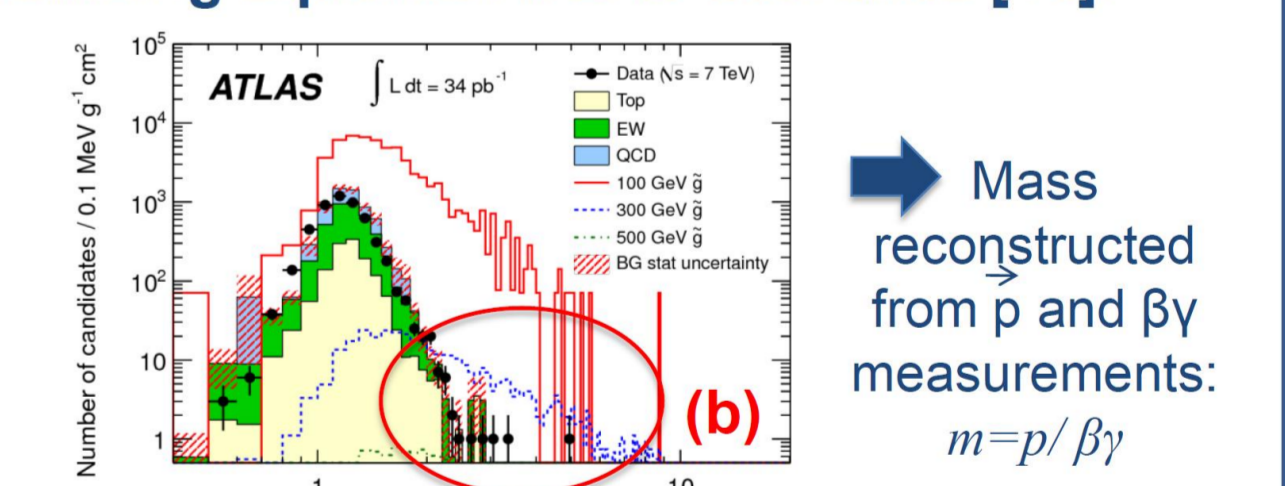 10⁵
10⁴
10³
10²
10
1
Number of candidates / 0.1 MeV g⁻¹ cm²
ATLAS
∫ L dt = 34 pb⁻¹
Data (√s = 7 TeV)
Top
EW
QCD
100 GeV g̃
300 GeV g̃
500 GeV g̃
BG stat uncertainty
(b)
1
10
Mass
reconstructed
from p⃗ and βγ
measurements:
m=p/ βγ